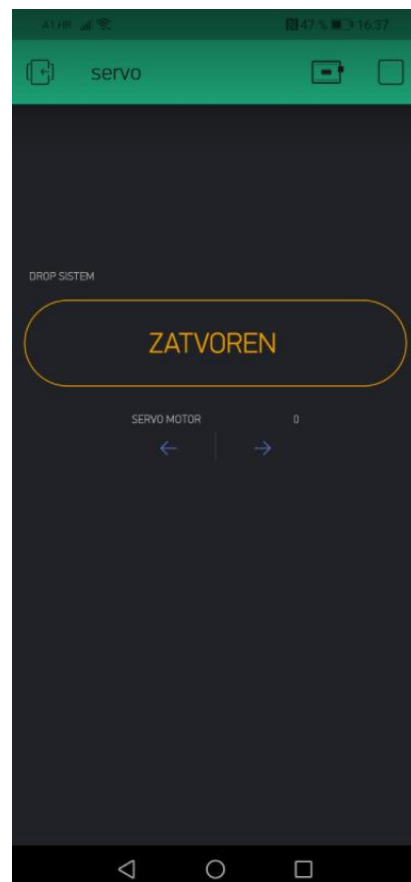 A1 HR 47 % 16:37
servo
DROP SISTEM
ZATVOREN
SERVO MOTOR 0